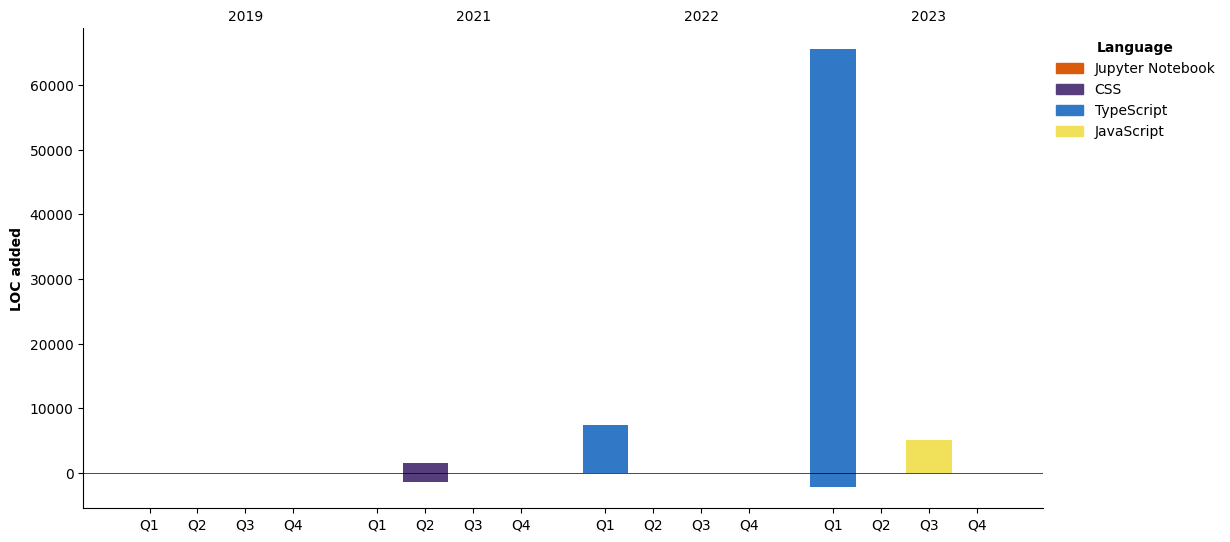 2019 2021 2022 2023
Language
Jupyter Notebook
CSS
TypeScript
JavaScript
LOC added
60000
50000
40000
30000
20000
10000
0
Q1 Q2 Q3 Q4 Q1 Q2 Q3 Q4 Q1 Q2 Q3 Q4 Q1 Q2 Q3 Q4